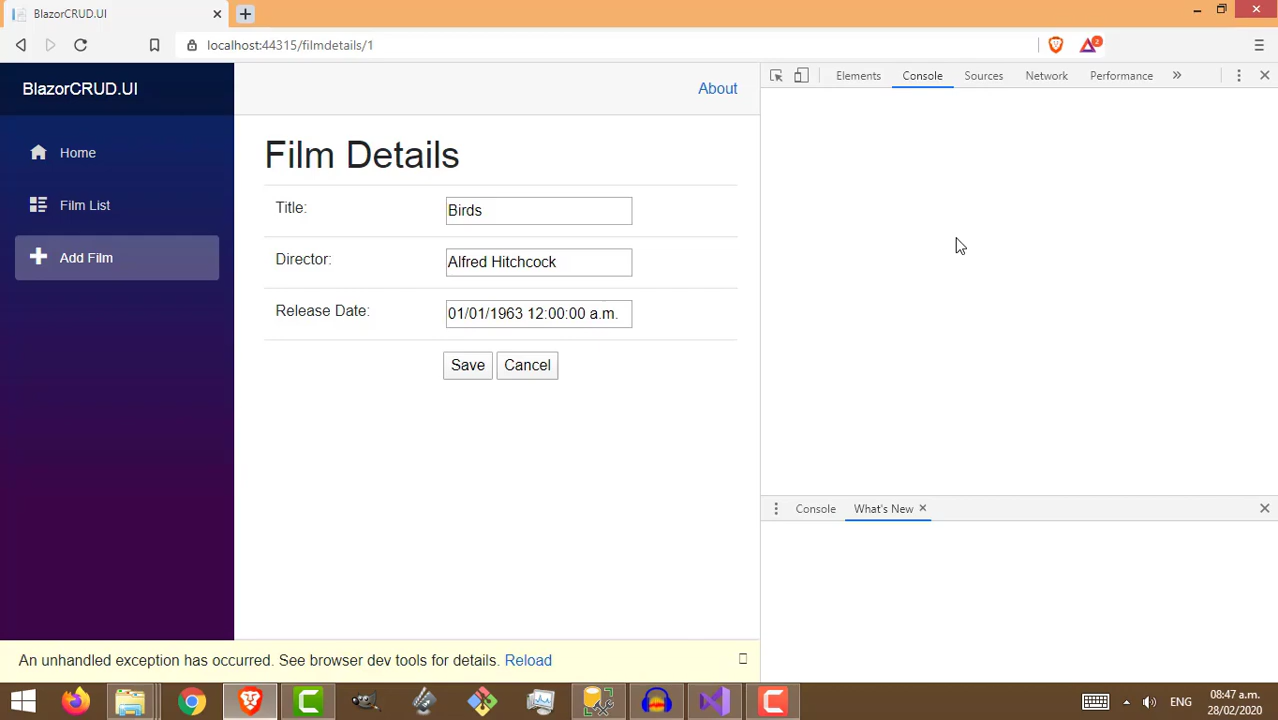 BlazorCRUD.UI
localhost:44315/filmdetails/1
2
BlazorCRUD.UI
About
Elements
Console
Sources
Network
Performance
Home
Film List
Add Film
Film Details
Title:
Birds
Director:
Alfred Hitchcock
Release Date:
01/01/1963 12:00:00 a.m.
Save
Cancel
Console
What's New
An unhandled exception has occurred. See browser dev tools for details. Reload
ENG
08:47 a.m.
28/02/2020